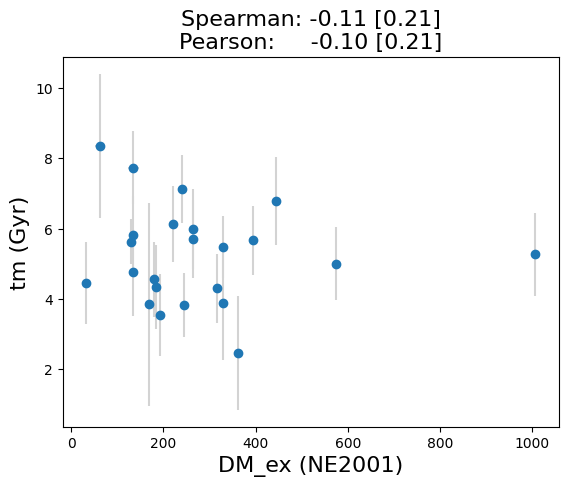 Spearman: -0.11 [0.21]
Pearson: -0.10 [0.21]
10
8
6
4
2
tm (Gyr)
0 200 400 600 800 1000
DM_ex (NE2001)